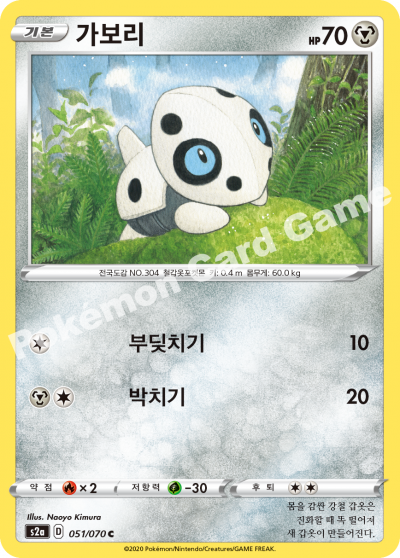 기본 가보리 HP 70
전국도감 NO.304 철갑옷포켓몬 키: 0.4 m 몸무게: 60.0 kg
Pokémon Card Game
부딪치기 10
박치기 20
약점 ×2 저항력 -30 후퇴
Illus. Naoyo Kimura
s2a D 051/070 C
몸을 감싼 강철 갑옷은
진화할 때 똑 벌어져
새 갑옷이 만들어진다.
©2020 Pokémon/Nintendo/Creatures/GAME FREAK.